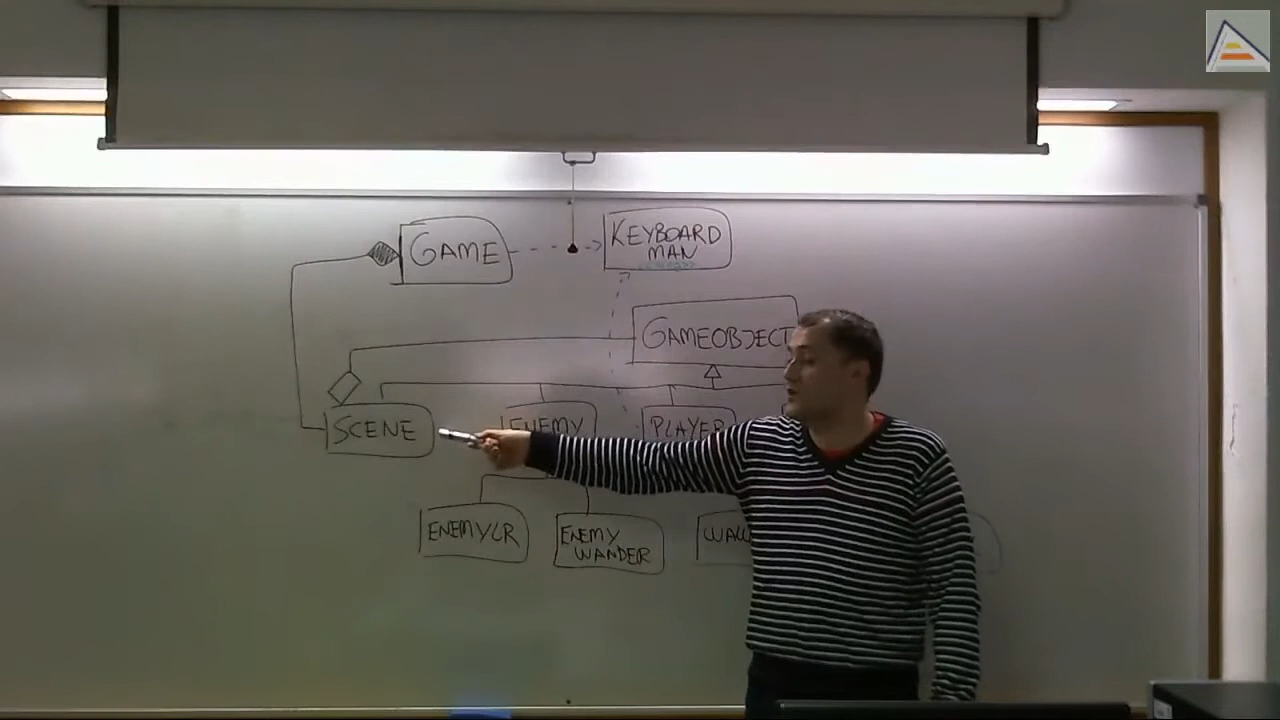 GAME
KEYBOARD
MAN
GAMEOBJECT
SCENE
ENEMY
PLAYER
ENEMYLR
ENEMY
WANDER